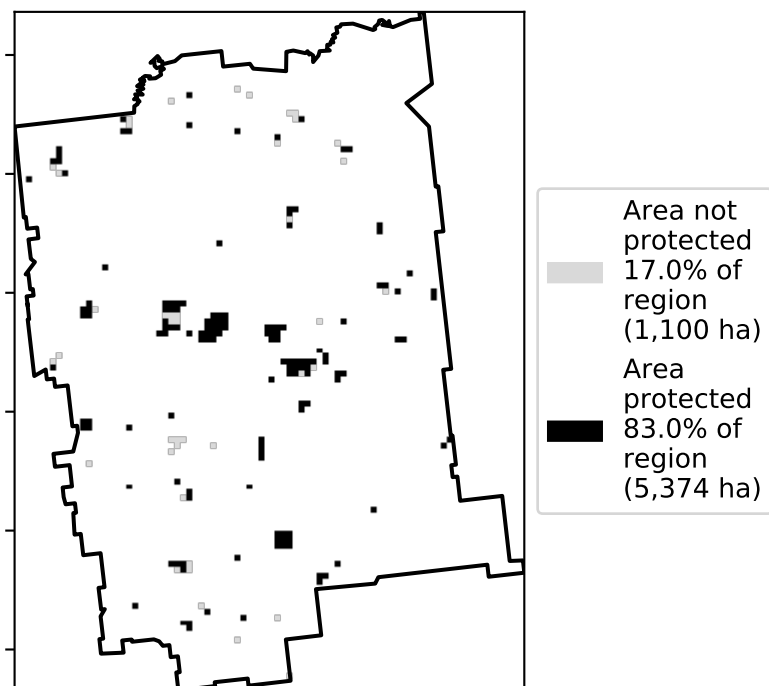 Area not
protected
17.0% of
region
(1,100 ha)
Area
protected
83.0% of
region
(5,374 ha)